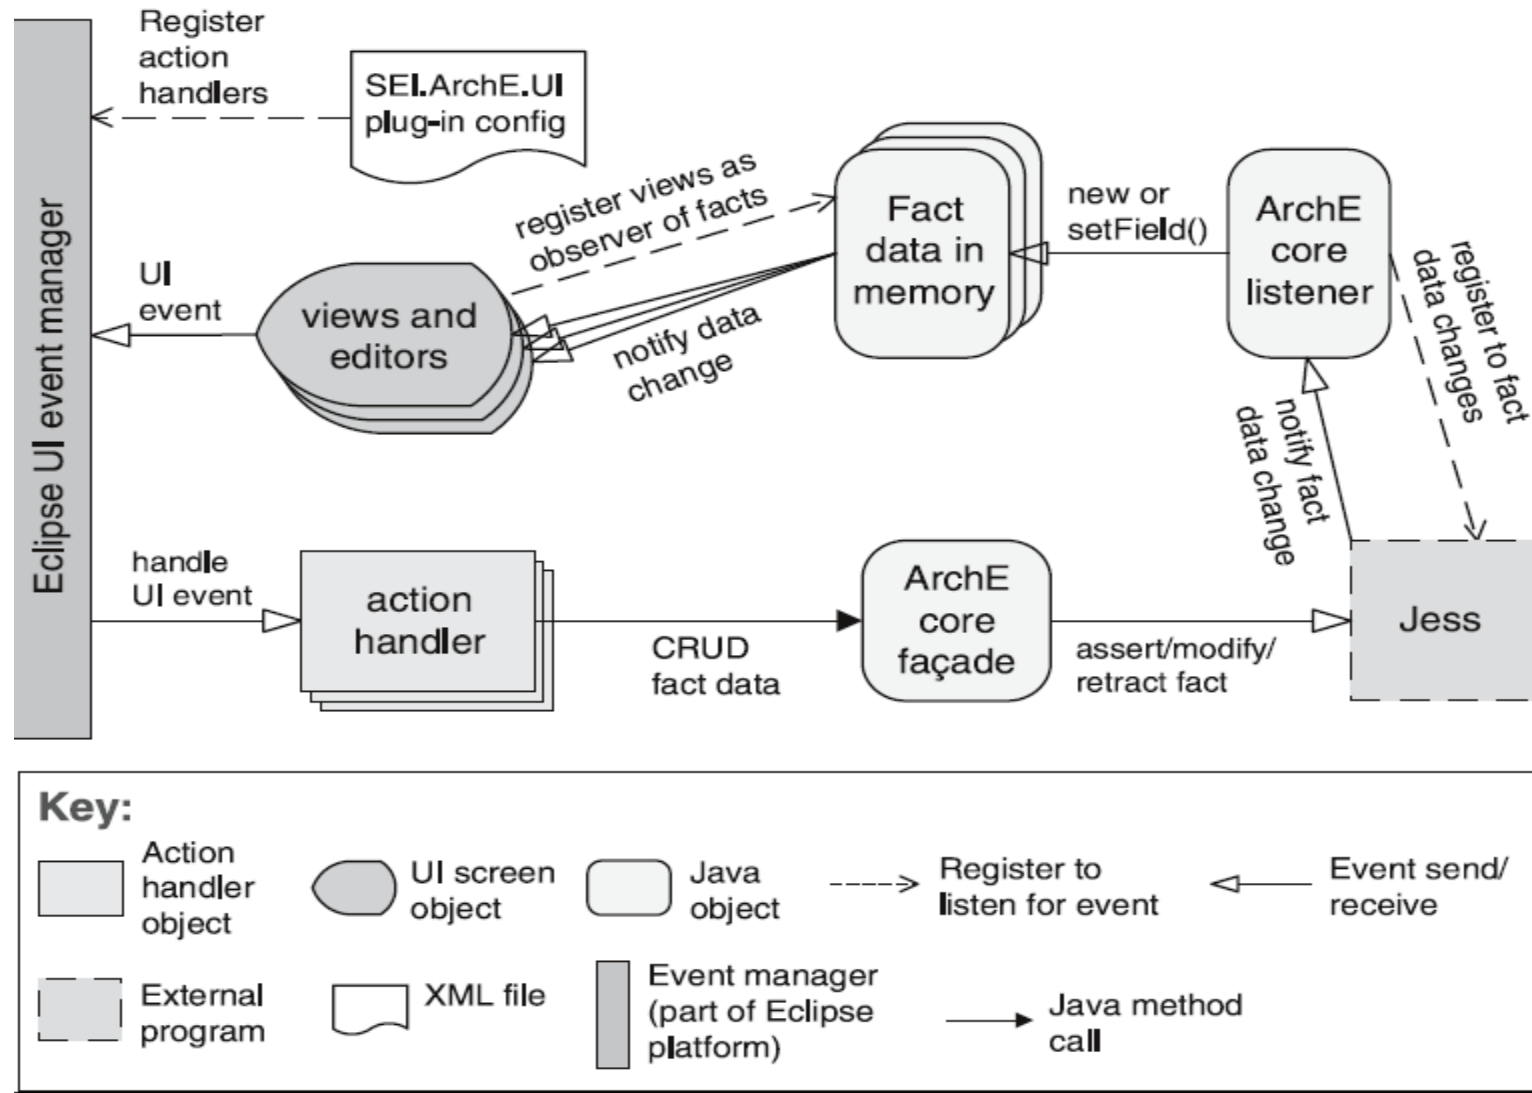 Register
action
handlers
SEI.ArchE.UI
plug-in config
Eclipse UI event manager
UI
event
views and
editors
register views as
observer of facts
notify data
change
Fact
data in
memory
new or
setField()
ArchE
core
listener
register to fact
data changes
notify fact
data change
handle
UI event
action
handler
CRUD
fact data
ArchE
core
façade
assert/modify/
retract fact
Jess
Key:
Action
handler
object
UI screen
object
Java
object
Register to
listen for event
Event send/
receive
External
program
XML file
Event manager
(part of Eclipse
platform)
Java method
call